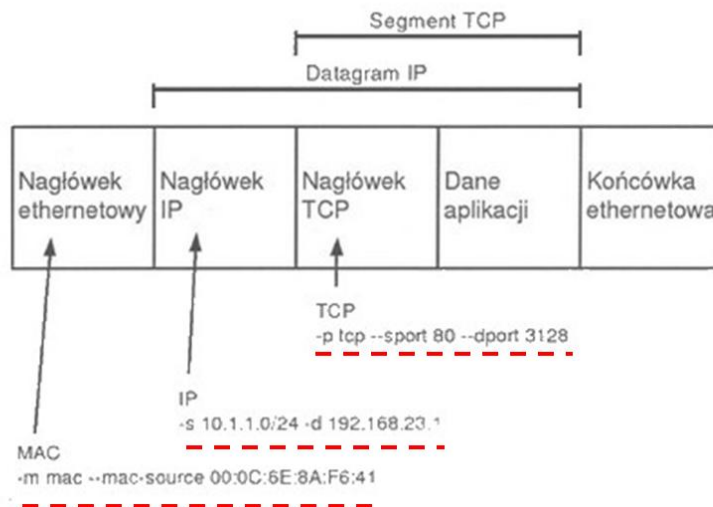 Segment TCP
Datagram IP
Nagłówek
ethernetowy
Nagłówek
IP
Nagłówek
TCP
Dane
aplikacji
Końcówka
ethernetowa
TCP
-p tcp --sport 80 --dport 3128
IP
-s 10.1.1.0/24 -d 192.168.23.1
MAC
-m mac --mac-source 00:0C:6E:8A:F6:41